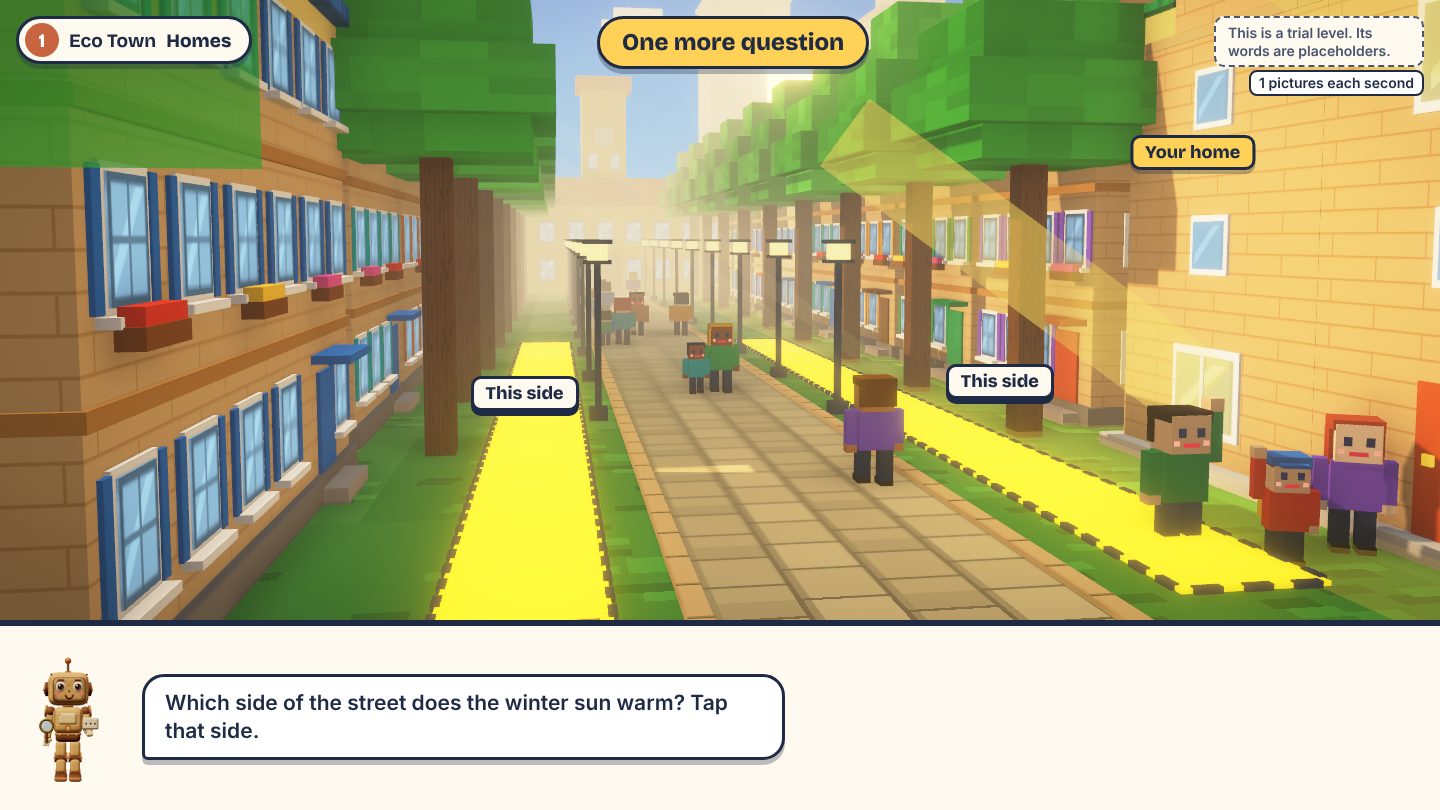 1 Eco Town Homes
One more question
This is a trial level. Its
words are placeholders.
1 pictures each second
Your home
This side
This side
Which side of the street does the winter sun warm? Tap
that side.